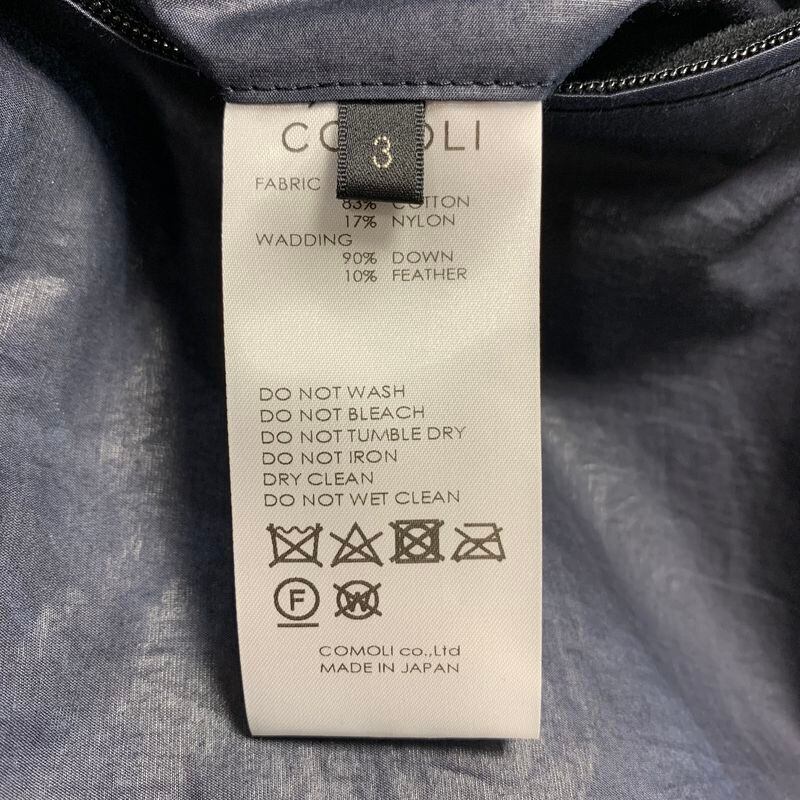 COMOLI
3
FABRIC
83% COTTON
17% NYLON
WADDING
90% DOWN
10% FEATHER
DO NOT WASH
DO NOT BLEACH
DO NOT TUMBLE DRY
DO NOT IRON
DRY CLEAN
DO NOT WET CLEAN
F W
COMOLI co.,Ltd
MADE IN JAPAN